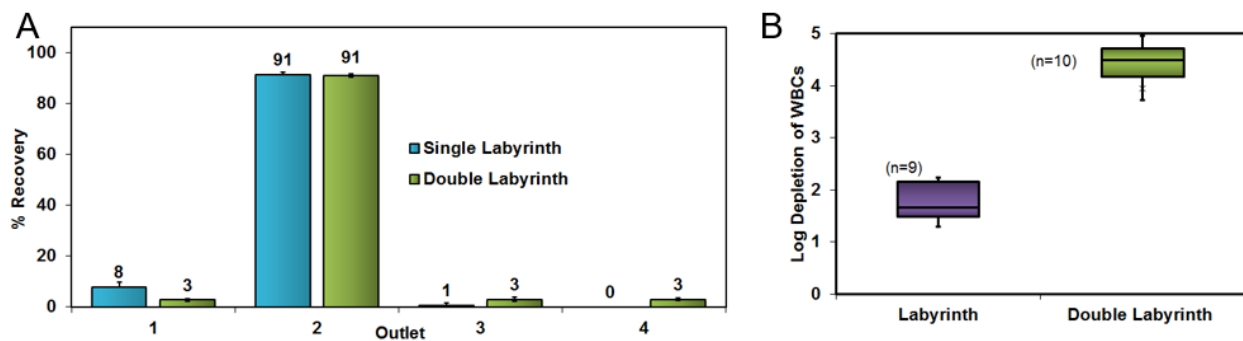 A
% Recovery
100
80
60
40
20
0
8
3
91
91
1
3
0
3
Single Labyrinth
Double Labyrinth
1
2
3
4
Outlet
B
Log Depletion of WBCs
5
4
3
2
1
0
(n=9)
(n=10)
Labyrinth
Double Labyrinth